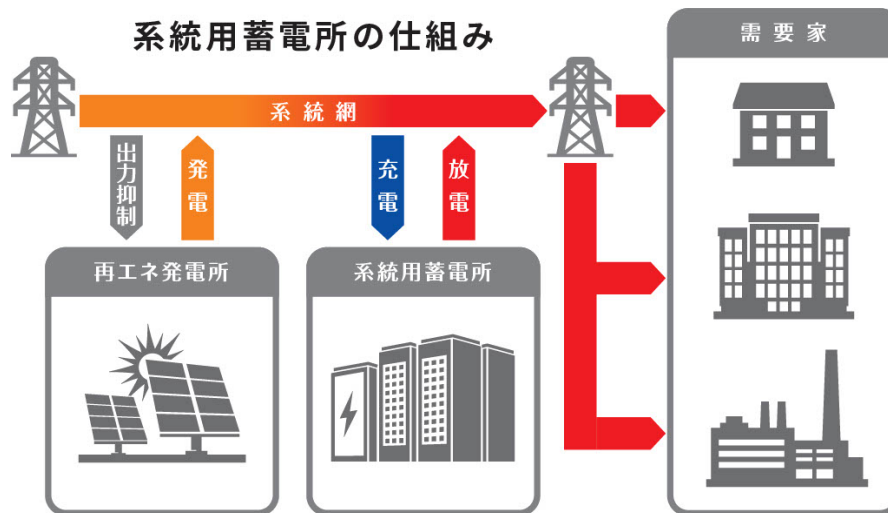 系統用蓄電所の仕組み
需要家
系統網
出力抑制
発電
充電
放電
再エネ発電所
系統用蓄電所